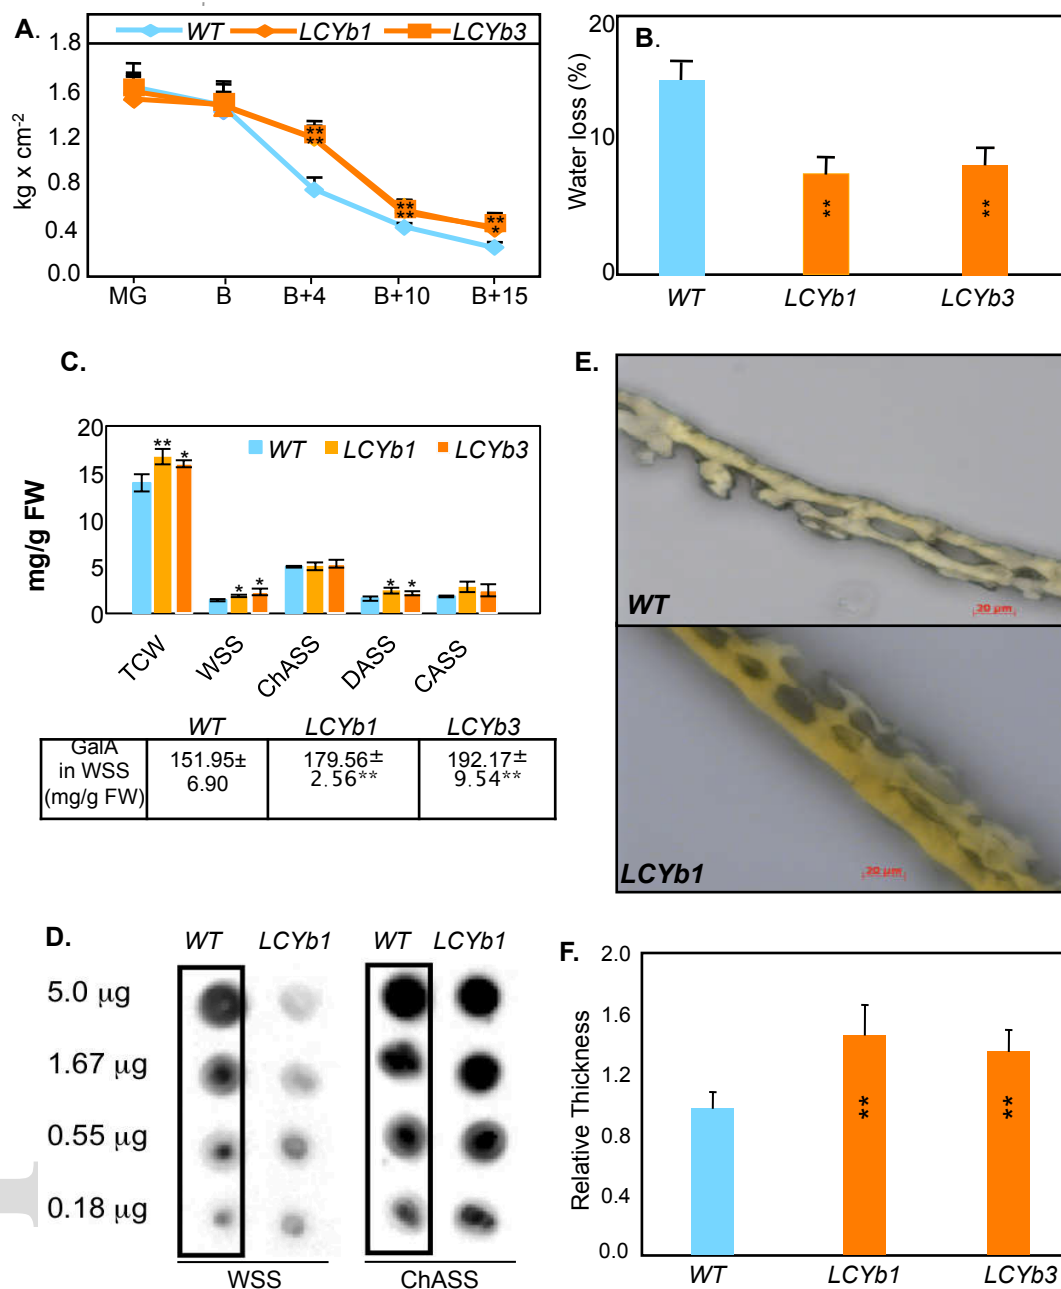 A.
WT LCYb1 LCYb3
1.8
1.6
1.2
0.8
0.4
0.0
kg x cm-2
** ** ** ** ** *
MG B B+4 B+10 B+15
B.
20
10
0
Water loss (%)
** **
WT LCYb1 LCYb3
C.
20
15
10
5
0
mg/g FW
WT LCYb1 LCYb3
** * * * * *
TCW WSS ChASS DASS CASS
WT LCYb1 LCYb3
GalA in WSS (mg/g FW)
151.95± 6.90
179.56± 2.56**
192.17± 9.54**
E.
WT
20 µm
LCYb1
20 µm
D.
WT LCYb1 WT LCYb1
5.0 µg
1.67 µg
0.55 µg
0.18 µg
WSS ChASS
F.
2.0
1.6
1.2
0.8
0.4
0.0
Relative Thickness
** **
WT LCYb1 LCYb3